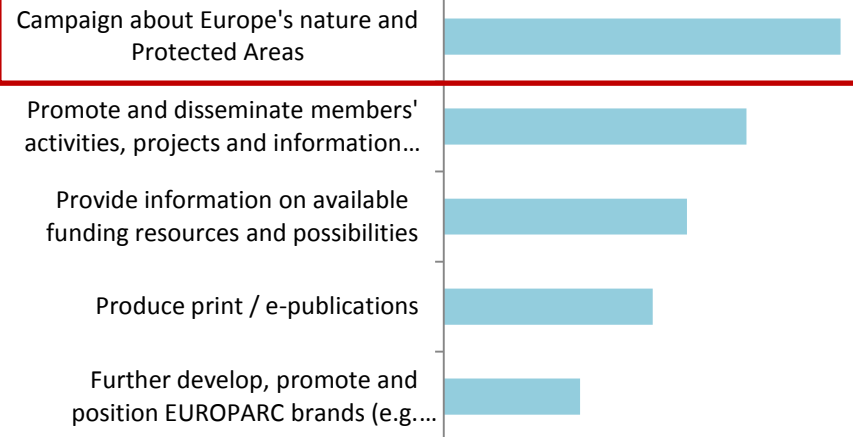 Campaign about Europe's nature and
Protected Areas
Promote and disseminate members'
activities, projects and information…
Provide information on available
funding resources and possibilities
Produce print / e-publications
Further develop, promote and
position EUROPARC brands (e.g.…